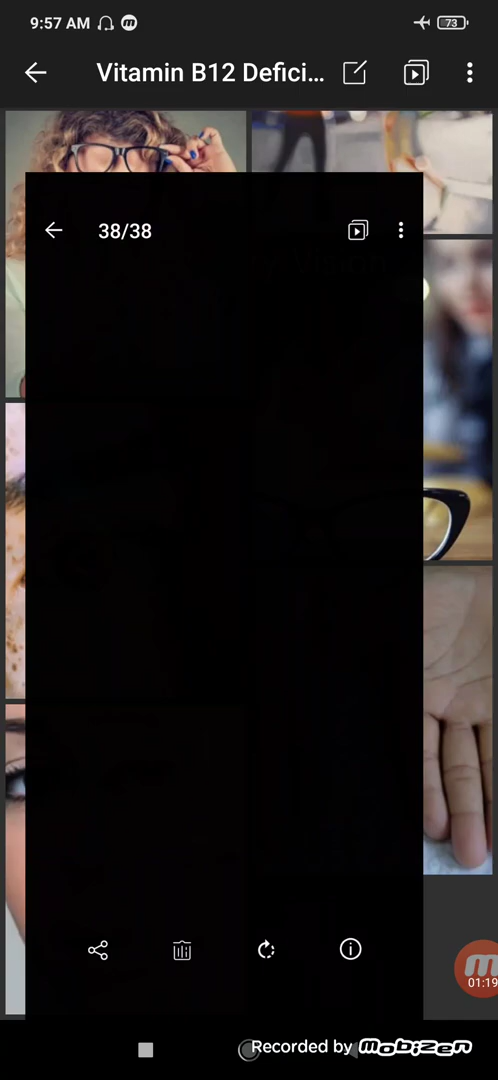 9:57 AM
73
Vitamin B12 Defici...
38/38
01:19
Recorded by mobizen